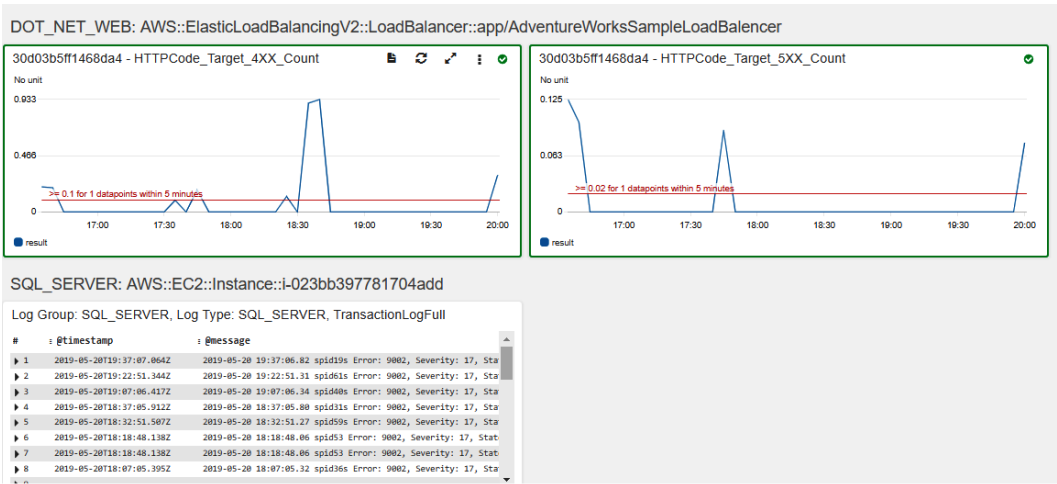 DOT_NET_WEB: AWS::ElasticLoadBalancingV2::LoadBalancer::app/AdventureWorksSampleLoadBalencer
30d03b5ff1468da4 - HTTPCode_Target_4XX_Count
No unit
0.933
0.466
>= 0.1 for 1 datapoints within 5 minutes
0
17:00 17:30 18:00 18:30 19:00 19:30 20:00
result
30d03b5ff1468da4 - HTTPCode_Target_5XX_Count
No unit
0.125
0.063
>= 0.02 for 1 datapoints within 5 minutes
0
17:00 17:30 18:00 18:30 19:00 19:30 20:00
result
SQL_SERVER: AWS::EC2::Instance::i-023bb397781704add
Log Group: SQL_SERVER, Log Type: SQL_SERVER, TransactionLogFull
# : @timestamp : @message
1 2019-05-20T19:37:07.064Z 2019-05-20 19:37:06.82 spid19s Error: 9002, Severity: 17, Sta
2 2019-05-20T19:22:51.344Z 2019-05-20 19:22:51.31 spid61s Error: 9002, Severity: 17, Sta
3 2019-05-20T19:07:06.417Z 2019-05-20 19:07:06.34 spid40s Error: 9002, Severity: 17, Sta
4 2019-05-20T18:37:05.912Z 2019-05-20 18:37:05.80 spid31s Error: 9002, Severity: 17, Sta
5 2019-05-20T18:32:51.507Z 2019-05-20 18:32:51.27 spid59s Error: 9002, Severity: 17, Sta
6 2019-05-20T18:18:48.138Z 2019-05-20 18:18:48.06 spid53 Error: 9002, Severity: 17, Stat
7 2019-05-20T18:18:48.138Z 2019-05-20 18:18:48.06 spid53 Error: 9002, Severity: 17, Stat
8 2019-05-20T18:07:05.395Z 2019-05-20 18:07:05.32 spid36s Error: 9002, Severity: 17, Sta